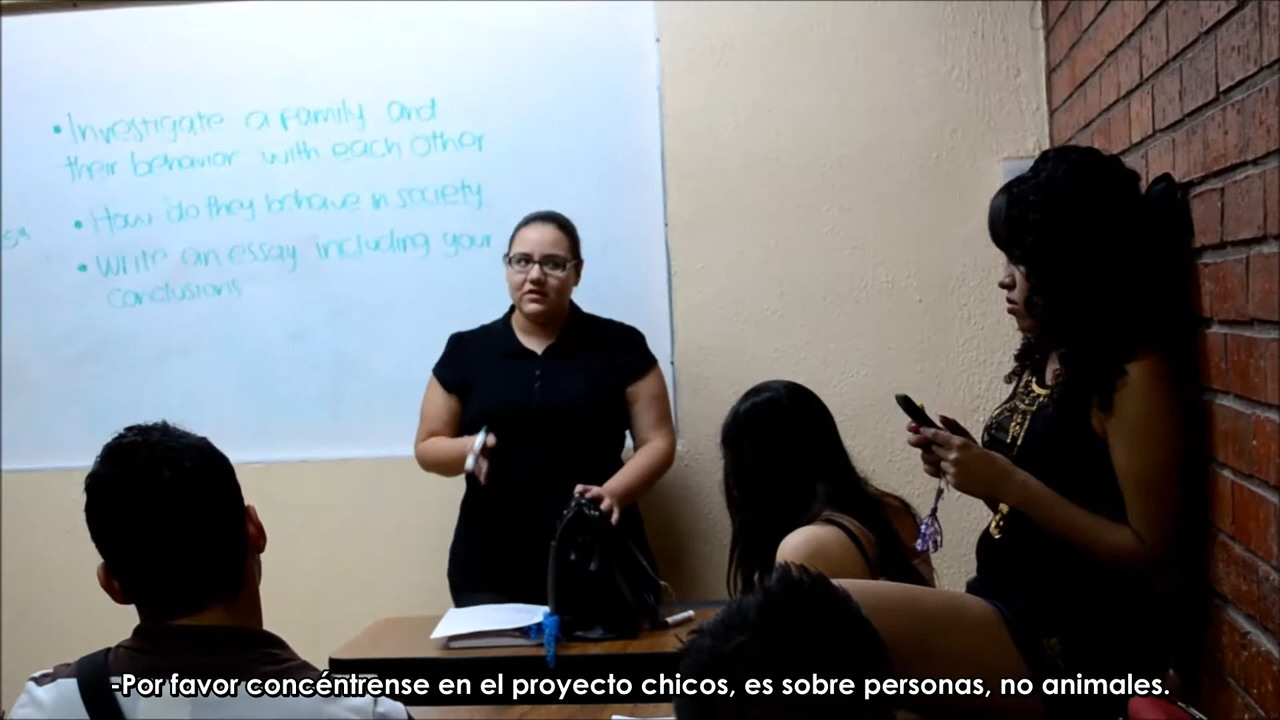 • Investigate a family and
their behavior with each other
• How do they behave in society
• Write an essay including your
conclusions
-Por favor concéntrense en el proyecto chicos, es sobre personas, no animales.